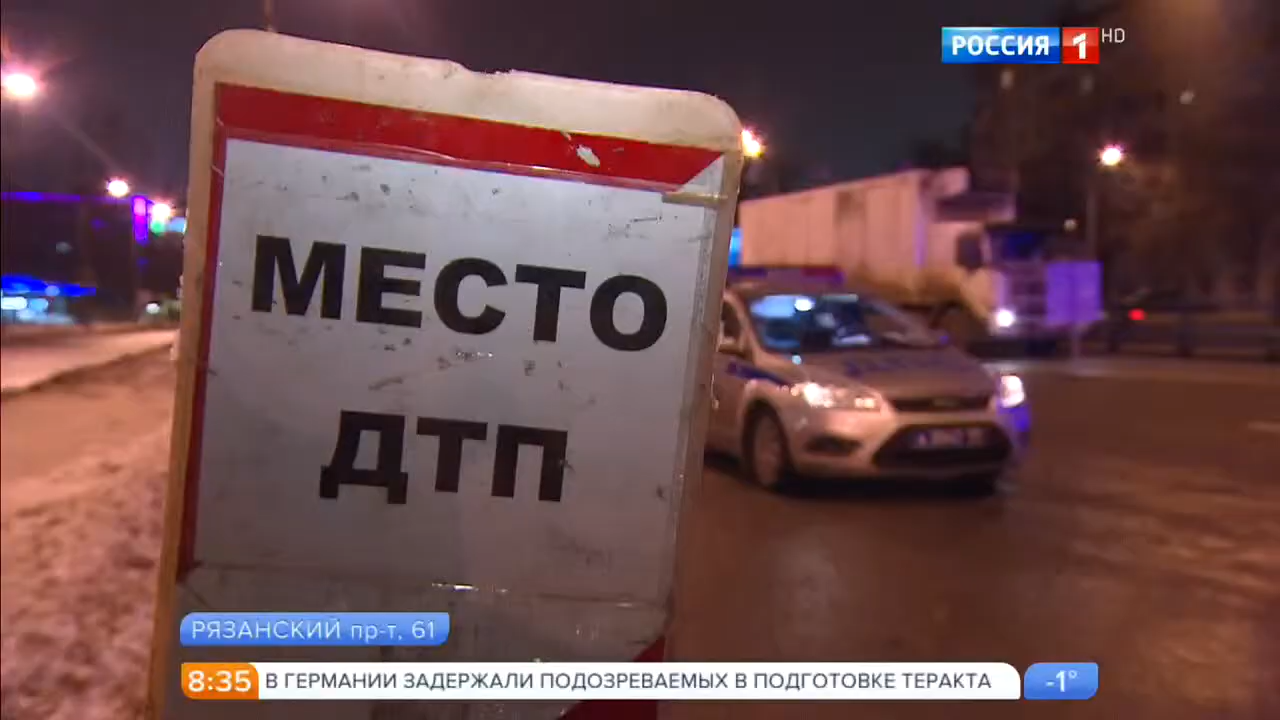 РОССИЯ 1 HD
МЕСТО
ДТП
РЯЗАНСКИЙ пр-т, 61
8:35 В ГЕРМАНИИ ЗАДЕРЖАЛИ ПОДОЗРЕВАЕМЫХ В ПОДГОТОВКЕ ТЕРАКТА -1°